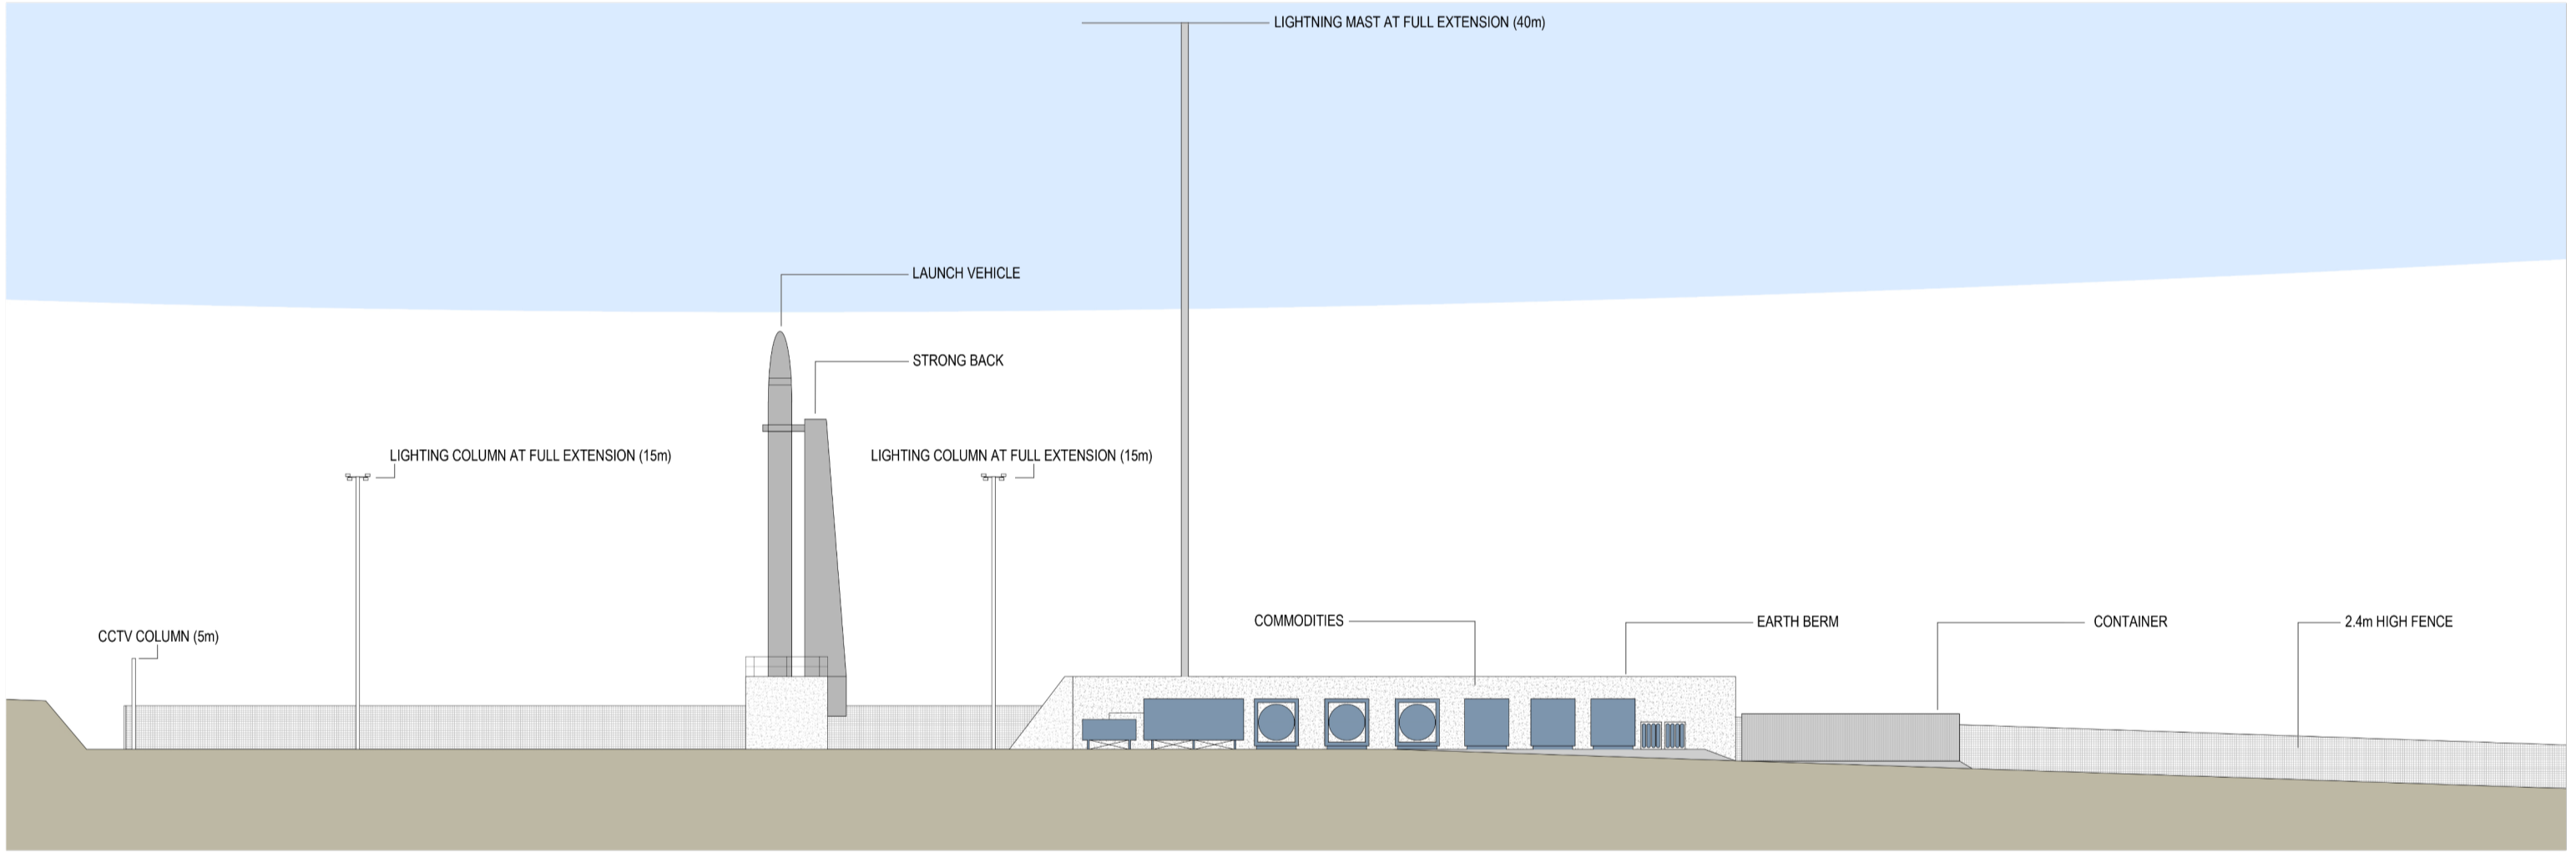 LIGHTNING MAST AT FULL EXTENSION (40m)
LAUNCH VEHICLE
STRONG BACK
LIGHTING COLUMN AT FULL EXTENSION (15m)
LIGHTING COLUMN AT FULL EXTENSION (15m)
CCTV COLUMN (5m)
COMMODITIES
EARTH BERM
CONTAINER
2.4m HIGH FENCE